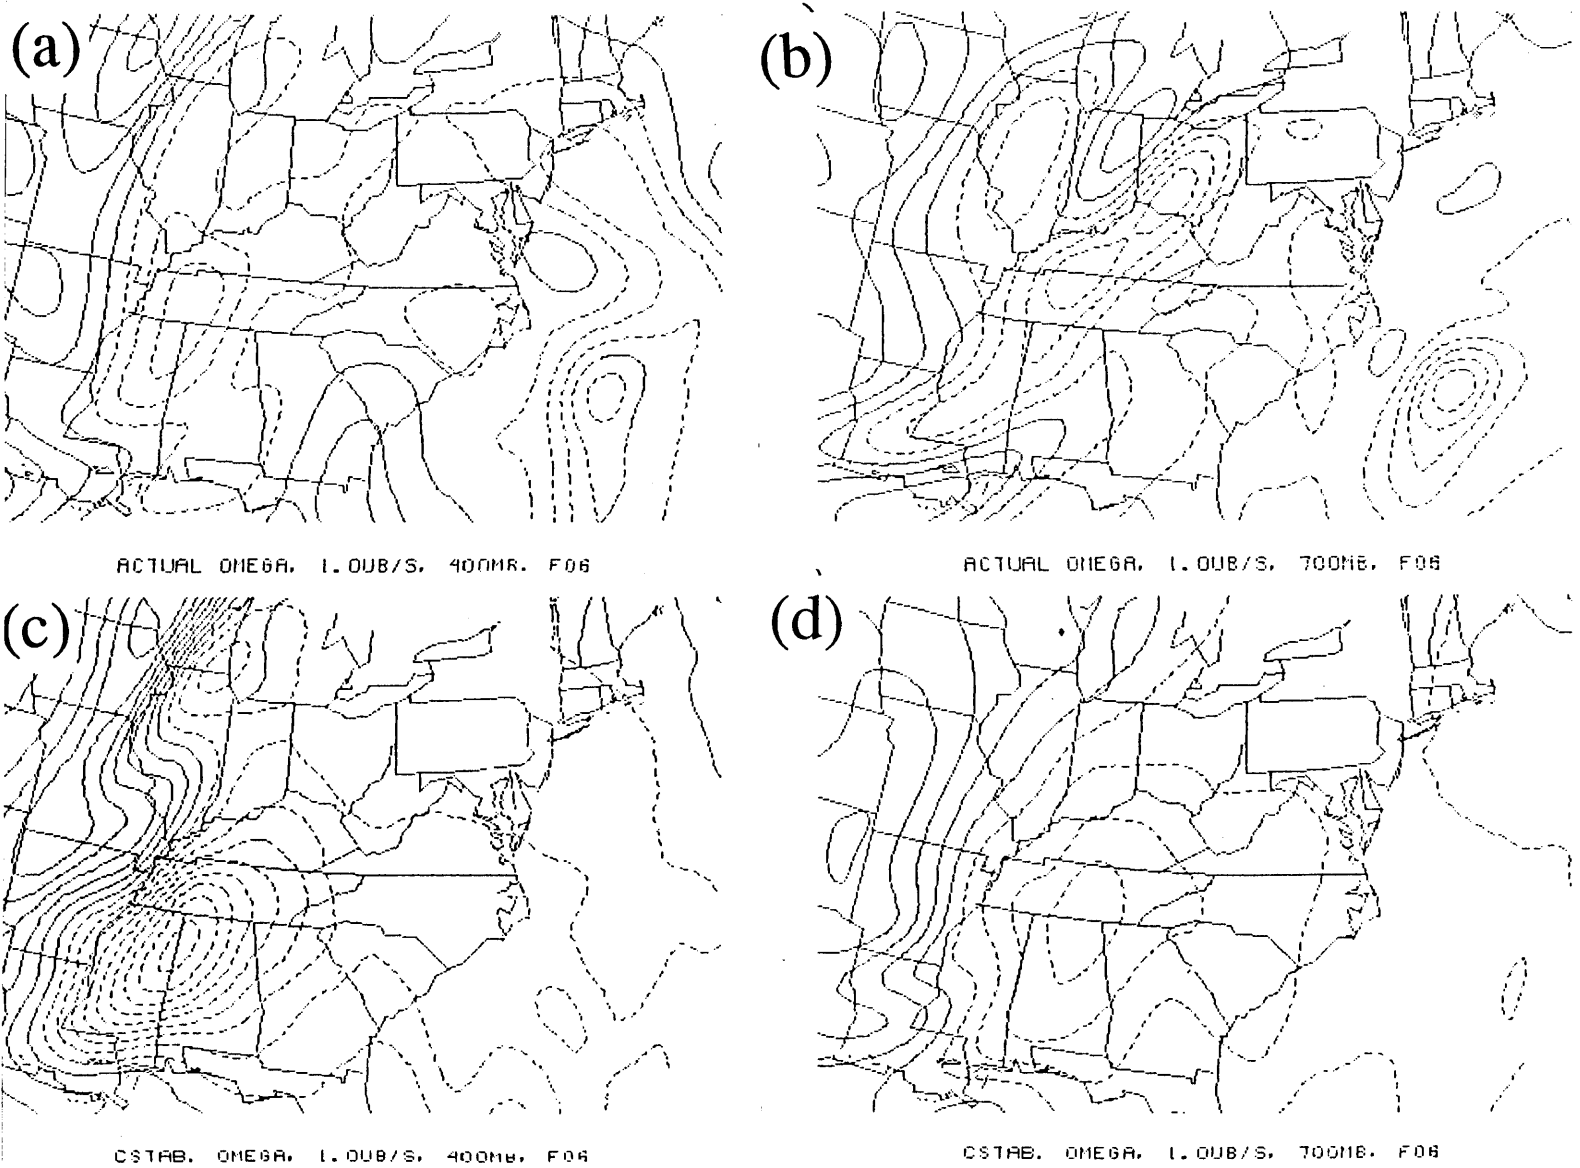 (a)
(b)
ACTUAL OMEGA, 1.0UB/S, 400MB, F06
ACTUAL OMEGA, 1.0UB/S, 700MB, F06
(c)
(d)
CSTAB. OMEGA, 1.0UB/S, 400MB, F06
CSTAB. OMEGA, 1.0UB/S, 700MB, F06